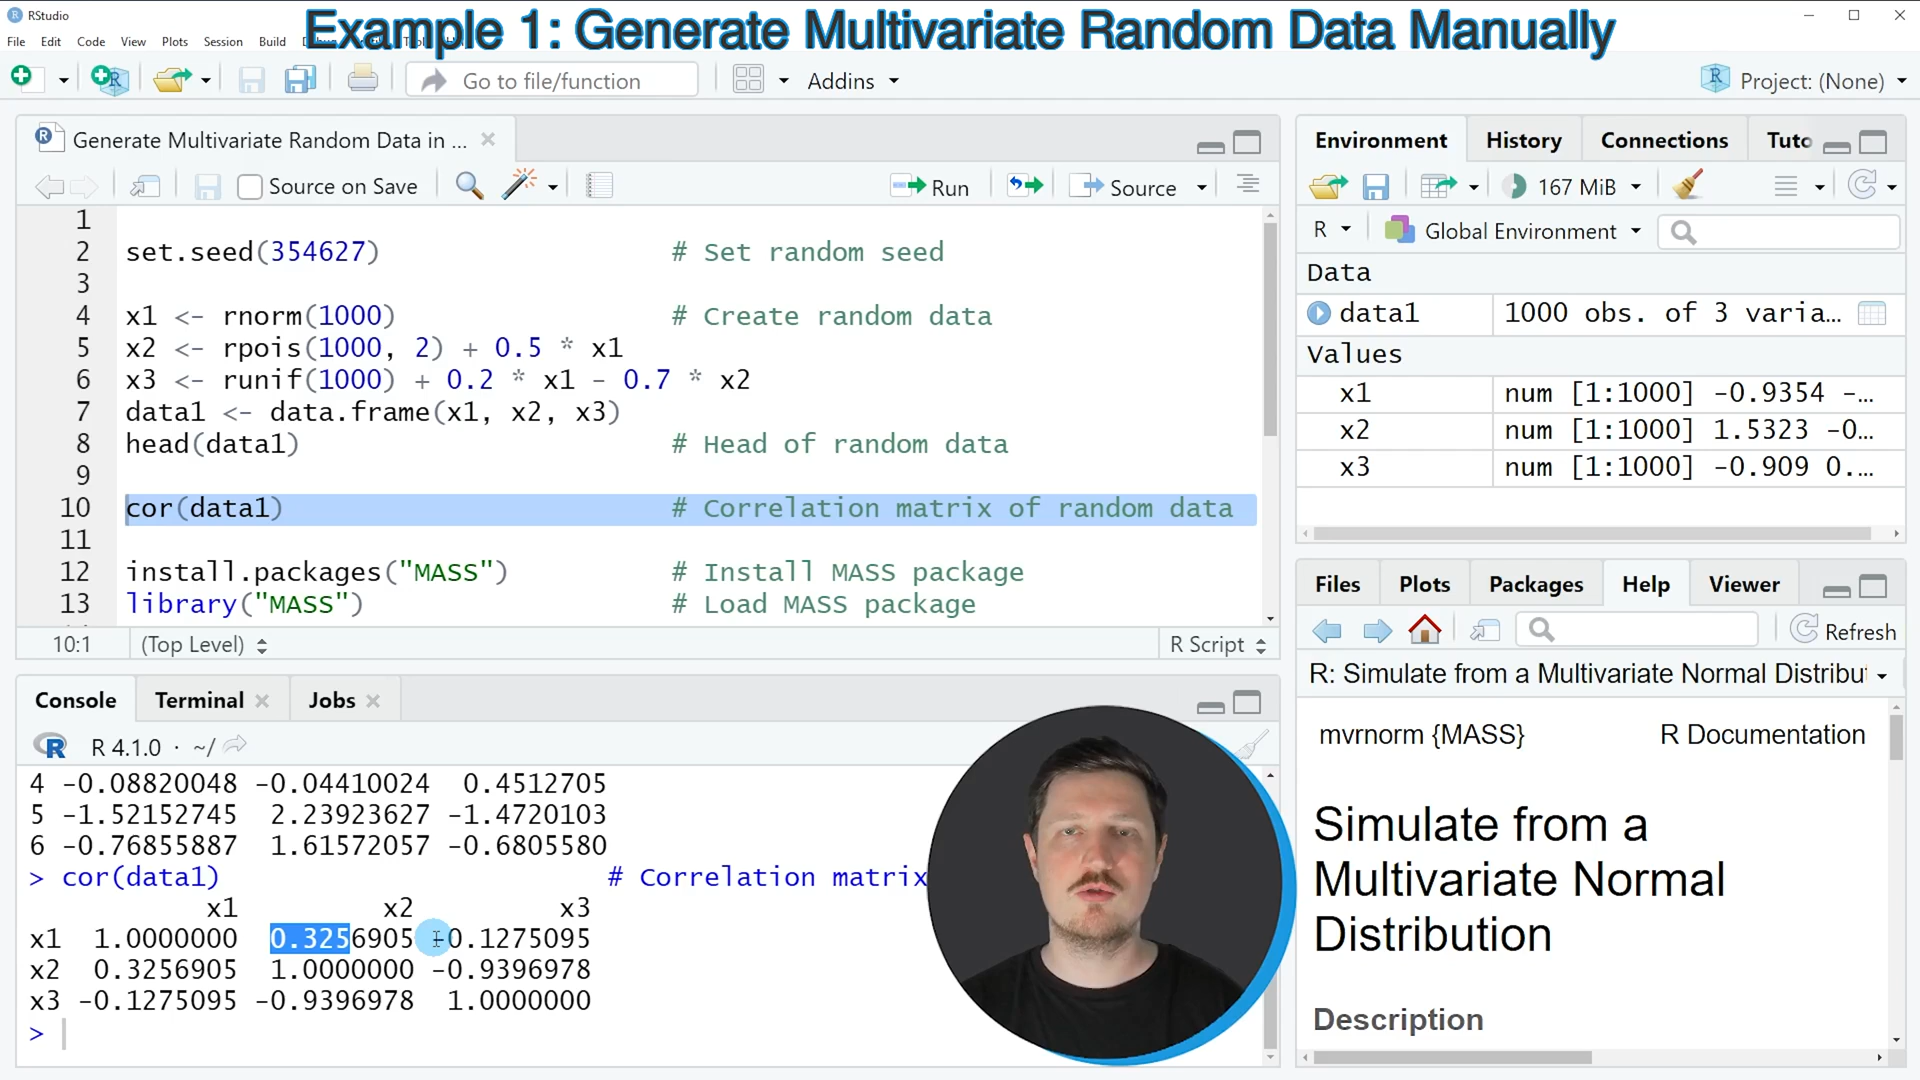 RStudio
Example 1: Generate Multivariate Random Data Manually
File Edit Code View Plots Session Build
Go to file/function
Addins
Project: (None)
Generate Multivariate Random Data in ...
Source on Save
Run
Source
1
2 set.seed(354627) # Set random seed
3
4 x1 <- rnorm(1000) # Create random data
5 x2 <- rpois(1000, 2) + 0.5 * x1
6 x3 <- runif(1000) + 0.2 * x1 - 0.7 * x2
7 data1 <- data.frame(x1, x2, x3)
8 head(data1) # Head of random data
9
10 cor(data1) # Correlation matrix of random data
11
12 install.packages("MASS") # Install MASS package
13 library("MASS") # Load MASS package
10:1 (Top Level) R Script
Console Terminal Jobs
R 4.1.0 · ~/
4 -0.08820048 -0.04410024 0.4512705
5 -1.52152745 2.23923627 -1.4720103
6 -0.76855887 1.61572057 -0.6805580
> cor(data1) # Correlation matrix
x1 x2 x3
x1 1.0000000 0.3256905 -0.1275095
x2 0.3256905 1.0000000 -0.9396978
x3 -0.1275095 -0.9396978 1.0000000
>
Environment History Connections Tuto
167 MiB
R Global Environment
Data
data1 1000 obs. of 3 varia...
Values
x1 num [1:1000] -0.9354 -...
x2 num [1:1000] 1.5323 -0...
x3 num [1:1000] -0.909 0....
Files Plots Packages Help Viewer
Refresh
R: Simulate from a Multivariate Normal Distribut
mvrnorm {MASS} R Documentation
Simulate from a
Multivariate Normal
Distribution
Description